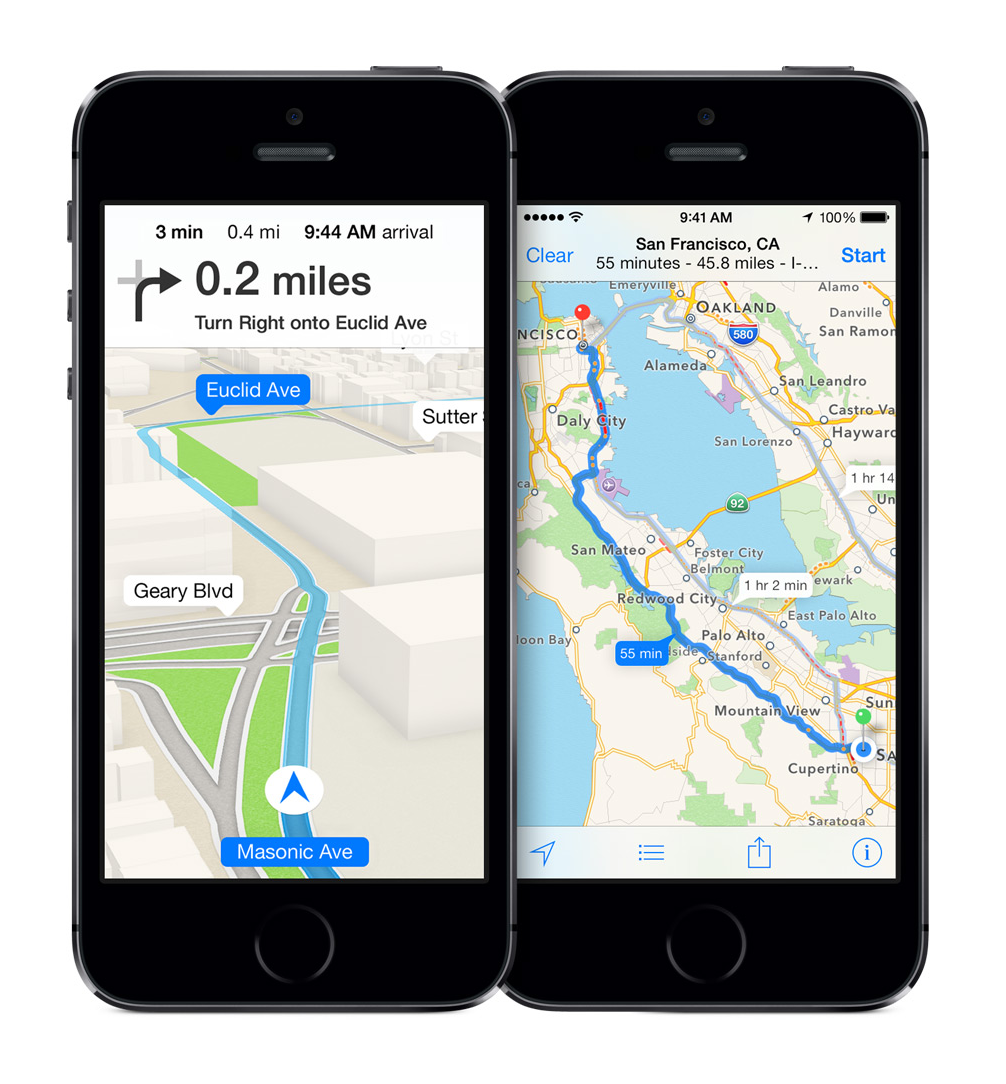 3 min 0.4 mi 9:44 AM arrival
0.2 miles
Turn Right onto Euclid Ave
Lyon St
Euclid Ave
Sutter
Geary Blvd
Masonic Ave
9:41 AM 100%
Clear
San Francisco, CA
55 minutes - 45.8 miles - I-...
Start
Emeryville
Alamo
OAKLAND
Danville
580
San Ramon
NCISCO
Alameda
San Leandro
Daly City
Castro Va
Hayward
San Lorenzo
1 hr 14
ca
92
Un
San Mateo
Foster City
Belmont
1 hr 2 min
ewark
Redwood City
East Palo Alto
loon Bay
Palo Alto
55 min
dside
Stanford
Mountain View
Sun
SA
Cupertino
Saratoga